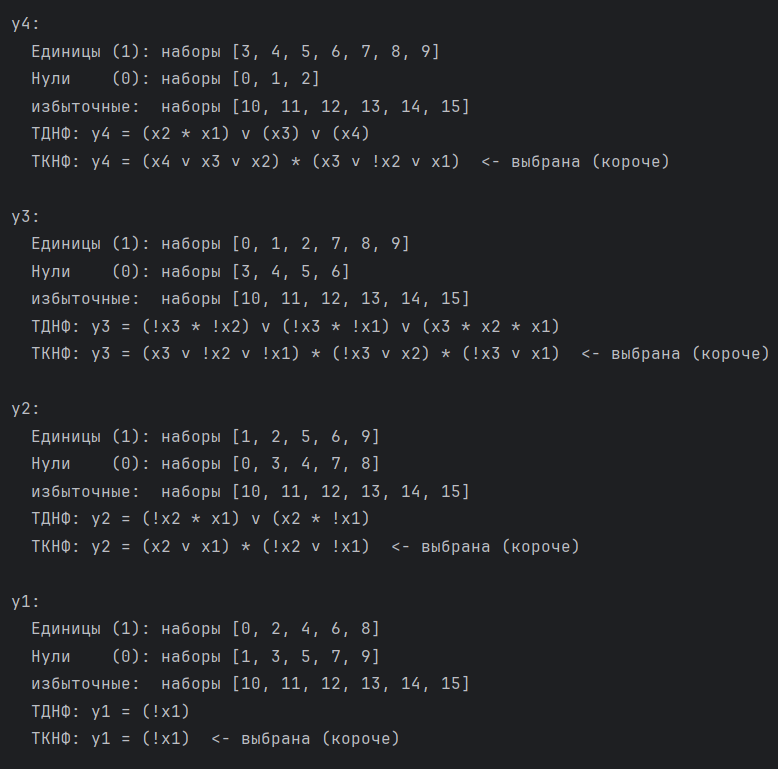 y4:
  Единицы (1): наборы [3, 4, 5, 6, 7, 8, 9]
  Нули    (0): наборы [0, 1, 2]
  избыточные:  наборы [10, 11, 12, 13, 14, 15]
  ТДНФ: y4 = (x2 * x1) v (x3) v (x4)
  ТКНФ: y4 = (x4 v x3 v x2) * (x3 v !x2 v x1)  <- выбрана (короче)

y3:
  Единицы (1): наборы [0, 1, 2, 7, 8, 9]
  Нули    (0): наборы [3, 4, 5, 6]
  избыточные:  наборы [10, 11, 12, 13, 14, 15]
  ТДНФ: y3 = (!x3 * !x2) v (!x3 * !x1) v (x3 * x2 * x1)
  ТКНФ: y3 = (x3 v !x2 v !x1) * (!x3 v x2) * (!x3 v x1)  <- выбрана (короче)

y2:
  Единицы (1): наборы [1, 2, 5, 6, 9]
  Нули    (0): наборы [0, 3, 4, 7, 8]
  избыточные:  наборы [10, 11, 12, 13, 14, 15]
  ТДНФ: y2 = (!x2 * x1) v (x2 * !x1)
  ТКНФ: y2 = (x2 v x1) * (!x2 v !x1)  <- выбрана (короче)

y1:
  Единицы (1): наборы [0, 2, 4, 6, 8]
  Нули    (0): наборы [1, 3, 5, 7, 9]
  избыточные:  наборы [10, 11, 12, 13, 14, 15]
  ТДНФ: y1 = (!x1)
  ТКНФ: y1 = (!x1)  <- выбрана (короче)